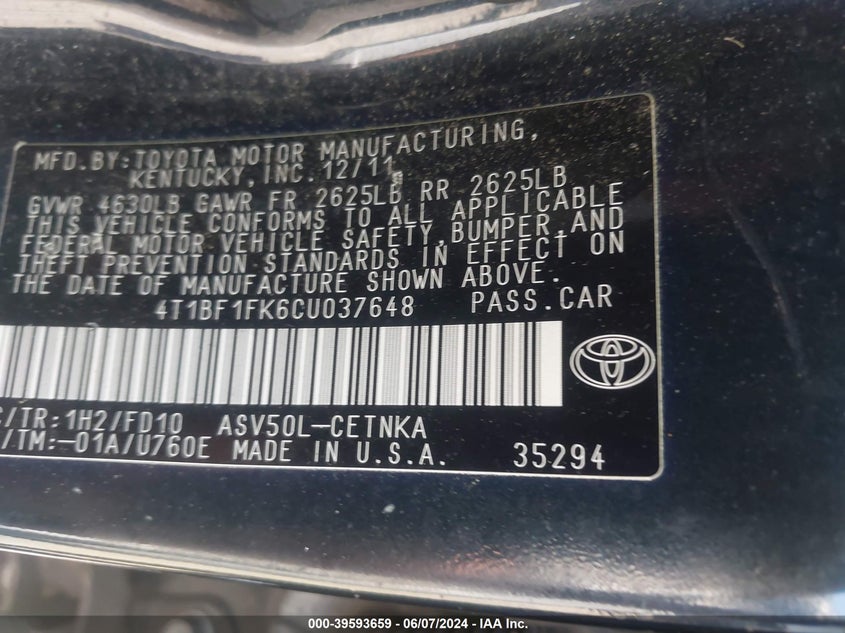 MFD.BY:TOYOTA MOTOR MANUFACTURING,
KENTUCKY,INC.12/11
GVWR 4630LB GAWR FR 2625LB RR 2625LB
THIS VEHICLE CONFORMS TO ALL APPLICABLE
FEDERAL MOTOR VEHICLE SAFETY,BUMPER,AND
THEFT PREVENTION STANDARDS IN EFFECT ON
THE DATE OF MANUFACTURE SHOWN ABOVE.
4T1BF1FK6CU037648 PASS.CAR
/TR:1H2/FD10 ASV50L-CETNKA
/TM:-01A/U760E MADE IN U.S.A. 35294
000-39593659 | 06/07/2024 - IAA Inc.